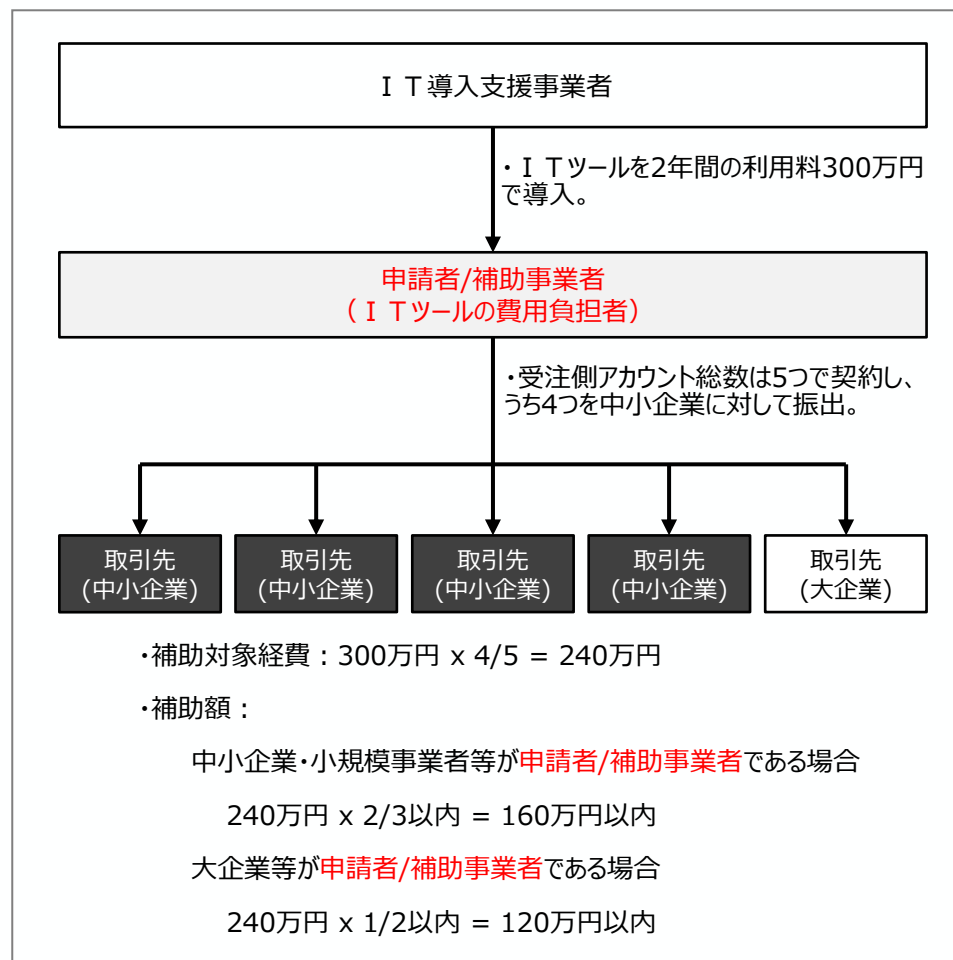 ＩＴ導入支援事業者
・ＩＴツールを2年間の利用料300万円
で導入。
申請者/補助事業者
（ＩＴツールの費用負担者）
・受注側アカウント総数は5つで契約し、
うち4つを中小企業に対して振出。
取引先
(中小企業)
取引先
(中小企業)
取引先
(中小企業)
取引先
(中小企業)
取引先
(大企業)
・補助対象経費：300万円 x 4/5 = 240万円
・補助額：
中小企業・小規模事業者等が申請者/補助事業者である場合
240万円 x 2/3以内 = 160万円以内
大企業等が申請者/補助事業者である場合
240万円 x 1/2以内 = 120万円以内